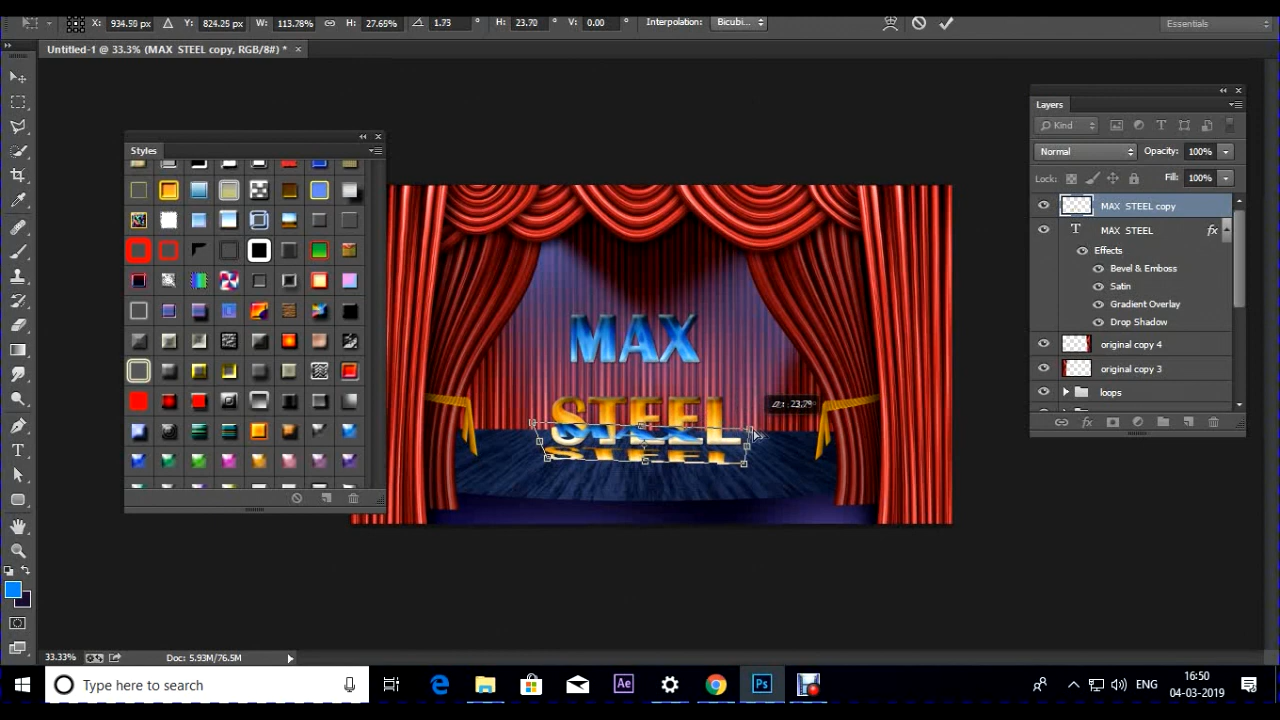 X: 934.50 px Y: 824.25 px W: 113.78% H: 27.65% 1.73 ° H: 23.70 ° V: 0.00 ° Interpolation: Bicubi... Essentials
Untitled-1 @ 33.3% (MAX STEEL copy, RGB/8#) * ×
Styles
Layers
Kind
Normal Opacity: 100%
Lock: Fill: 100%
MAX STEEL copy
T MAX STEEL fx
Effects
Bevel & Emboss
Satin
Gradient Overlay
Drop Shadow
original copy 4
original copy 3
loops
MAX
STEEL
33.33% Doc: 5.93M/76.5M
Type here to search
Ae
Ps
ENG
16:50
04-03-2019